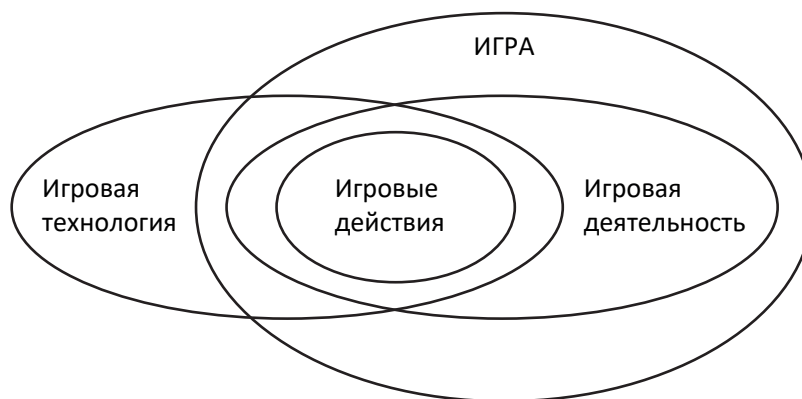 ИГРА
Игровая
технология
Игровые
действия
Игровая
деятельность